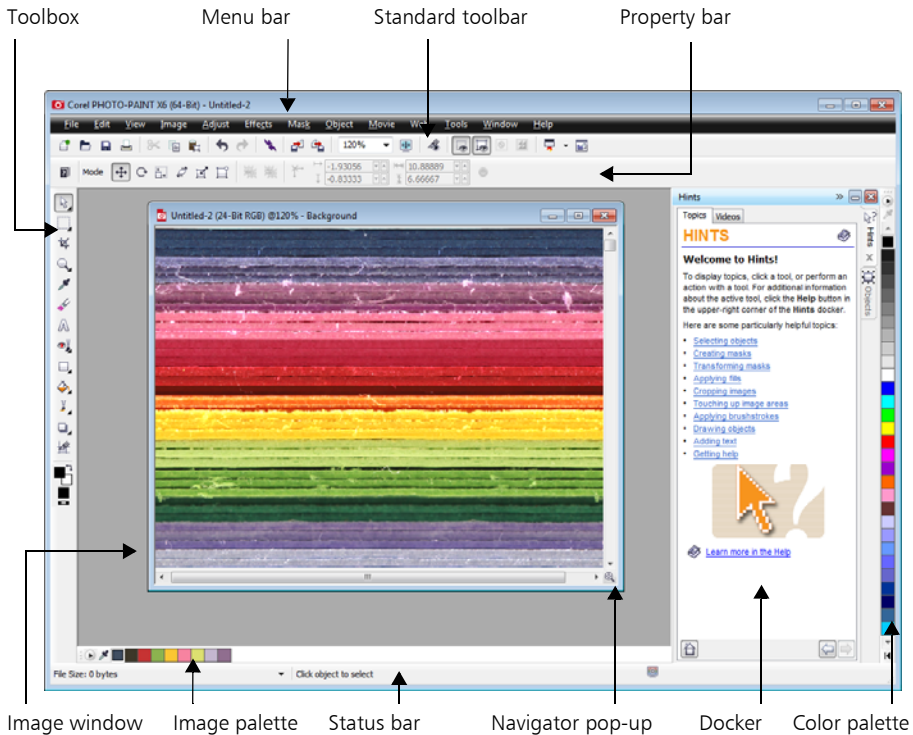 Toolbox
Menu bar
Standard toolbar
Property bar
Corel PHOTO-PAINT X6 (64-Bit) - Untitled-2
File Edit View Image Adjust Effects Mask Object Movie Tools Window Help
120%
Mode
-1.93056
-0.83333
10.88889
6.66667
Untitled-2 (24-Bit RGB) @120% - Background
Hints
Topics Videos
HINTS
Welcome to Hints!
To display topics, click a tool, or perform an
action with a tool. For additional information
about the active tool, click the Help button in
the upper-right corner of the Hints docker.
Here are some particularly helpful topics:
• Selecting objects
• Creating masks
• Transforming masks
• Applying fills
• Cropping images
• Touching up image areas
• Applying brushstrokes
• Drawing objects
• Adding text
• Getting help
Learn more in the Help
Hints
Objects
File Size: 0 bytes
Click object to select
Image window
Image palette
Status bar
Navigator pop-up
Docker
Color palette